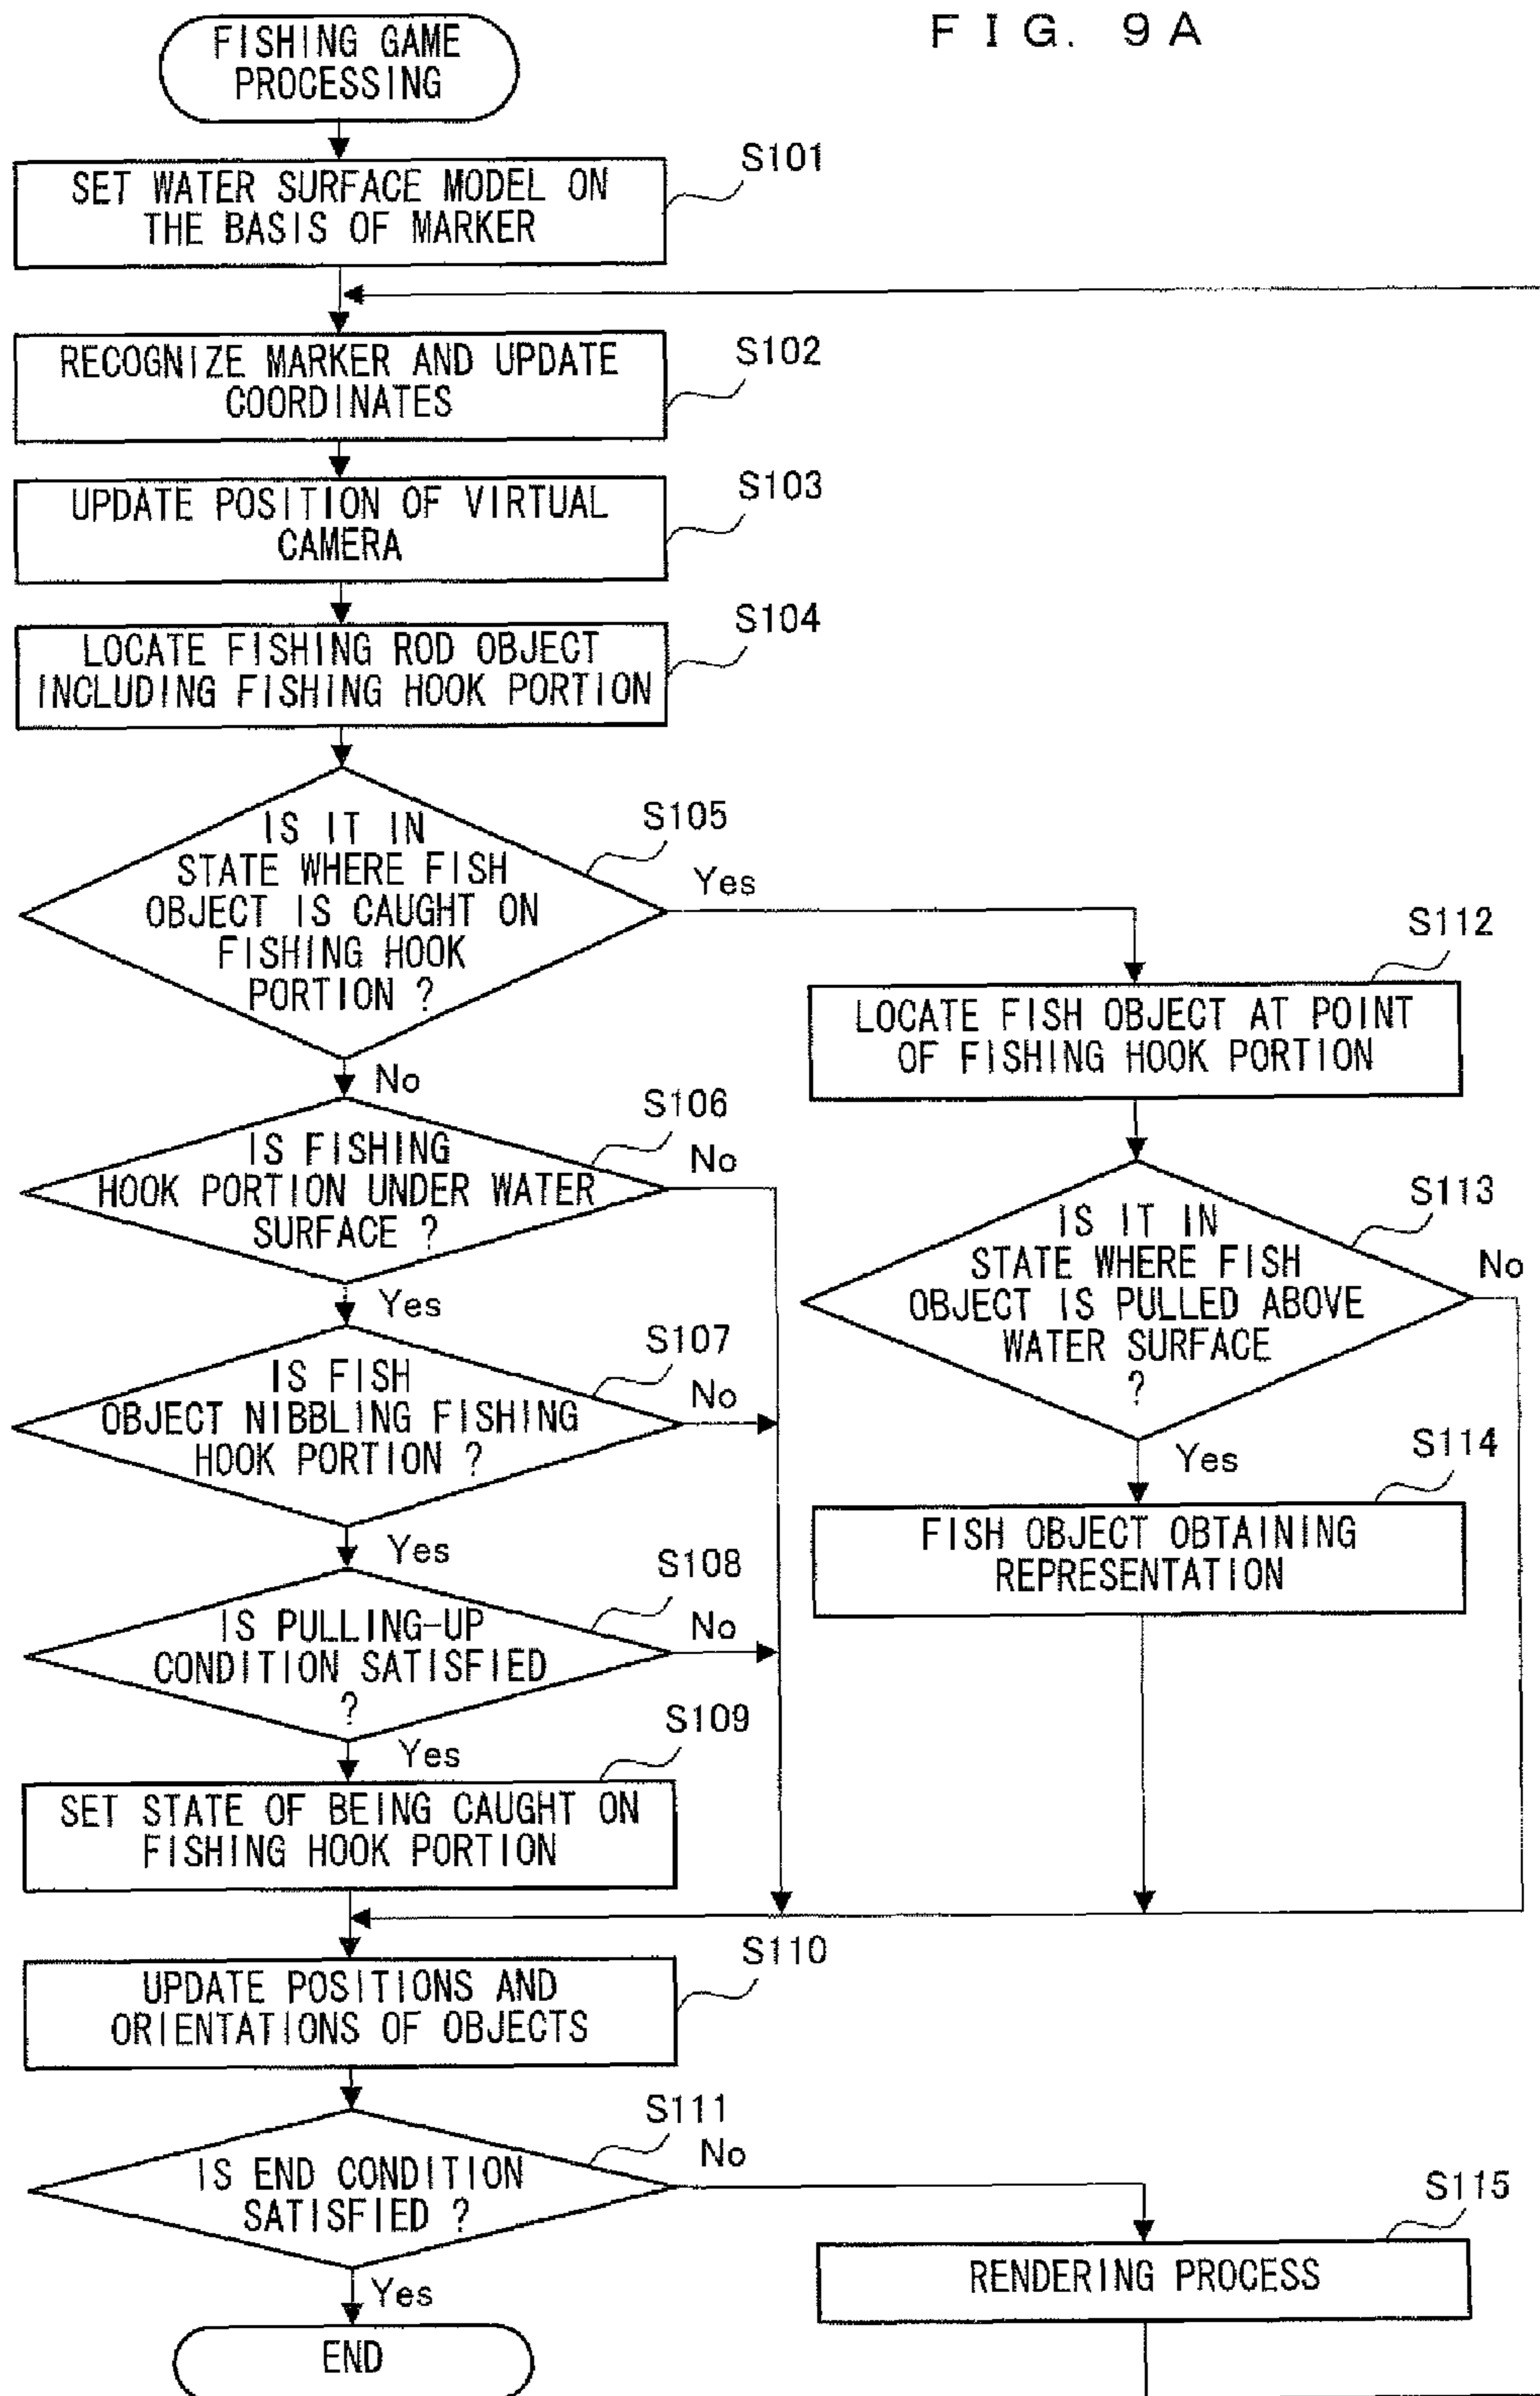 FIG. 9A
FISHING GAME
PROCESSING
S101
SET WATER SURFACE MODEL ON
THE BASIS OF MARKER
S102
RECOGNIZE MARKER AND UPDATE
COORDINATES
S103
UPDATE POSITION OF VIRTUAL
CAMERA
S104
LOCATE FISHING ROD OBJECT
INCLUDING FISHING HOOK PORTION
S105
IS IT IN
STATE WHERE FISH
OBJECT IS CAUGHT ON
FISHING HOOK
PORTION ?
Yes
No
S106
IS FISHING
HOOK PORTION UNDER WATER
SURFACE ?
No
Yes
S107
IS FISH
OBJECT NIBBLING FISHING
HOOK PORTION ?
No
Yes
S108
IS PULLING-UP
CONDITION SATISFIED
?
No
Yes
S109
SET STATE OF BEING CAUGHT ON
FISHING HOOK PORTION
S112
LOCATE FISH OBJECT AT POINT
OF FISHING HOOK PORTION
S113
IS IT IN
STATE WHERE FISH
OBJECT IS PULLED ABOVE
WATER SURFACE
?
No
Yes
S114
FISH OBJECT OBTAINING
REPRESENTATION
S110
UPDATE POSITIONS AND
ORIENTATIONS OF OBJECTS
S111
IS END CONDITION
SATISFIED ?
No
Yes
S115
RENDERING PROCESS
END